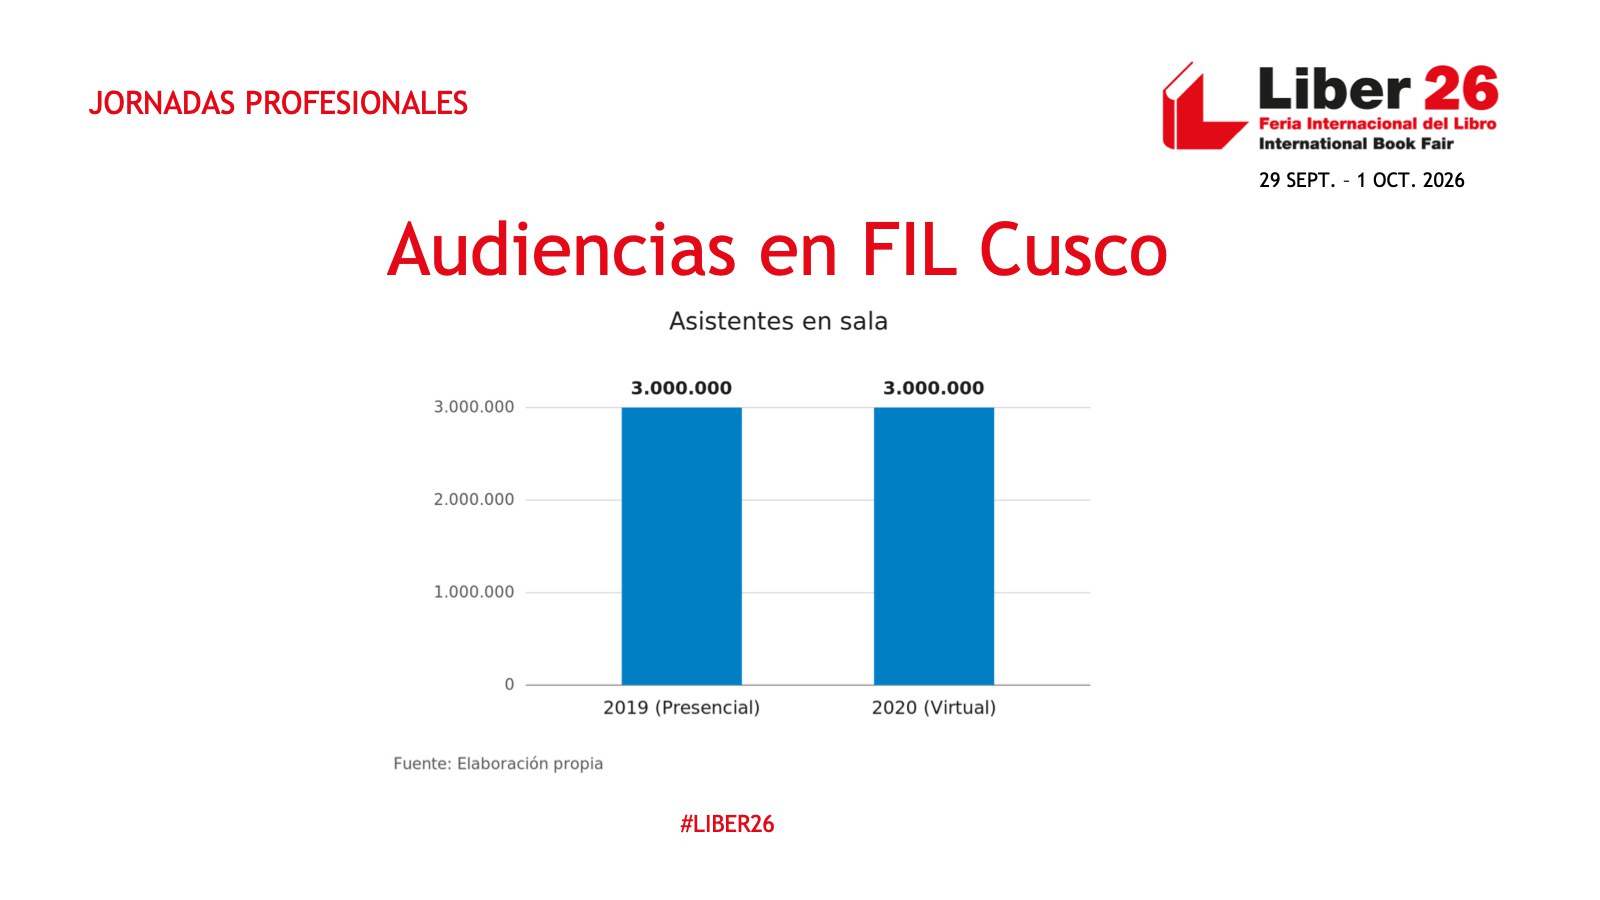 JORNADAS PROFESIONALES
Liber 26
Feria Internacional del Libro
International Book Fair
29 SEPT. – 1 OCT. 2026
Audiencias en FIL Cusco
Asistentes en sala
3.000.000 3.000.000
3.000.000
2.000.000
1.000.000
0
2019 (Presencial) 2020 (Virtual)
Fuente: Elaboración propia
#LIBER26